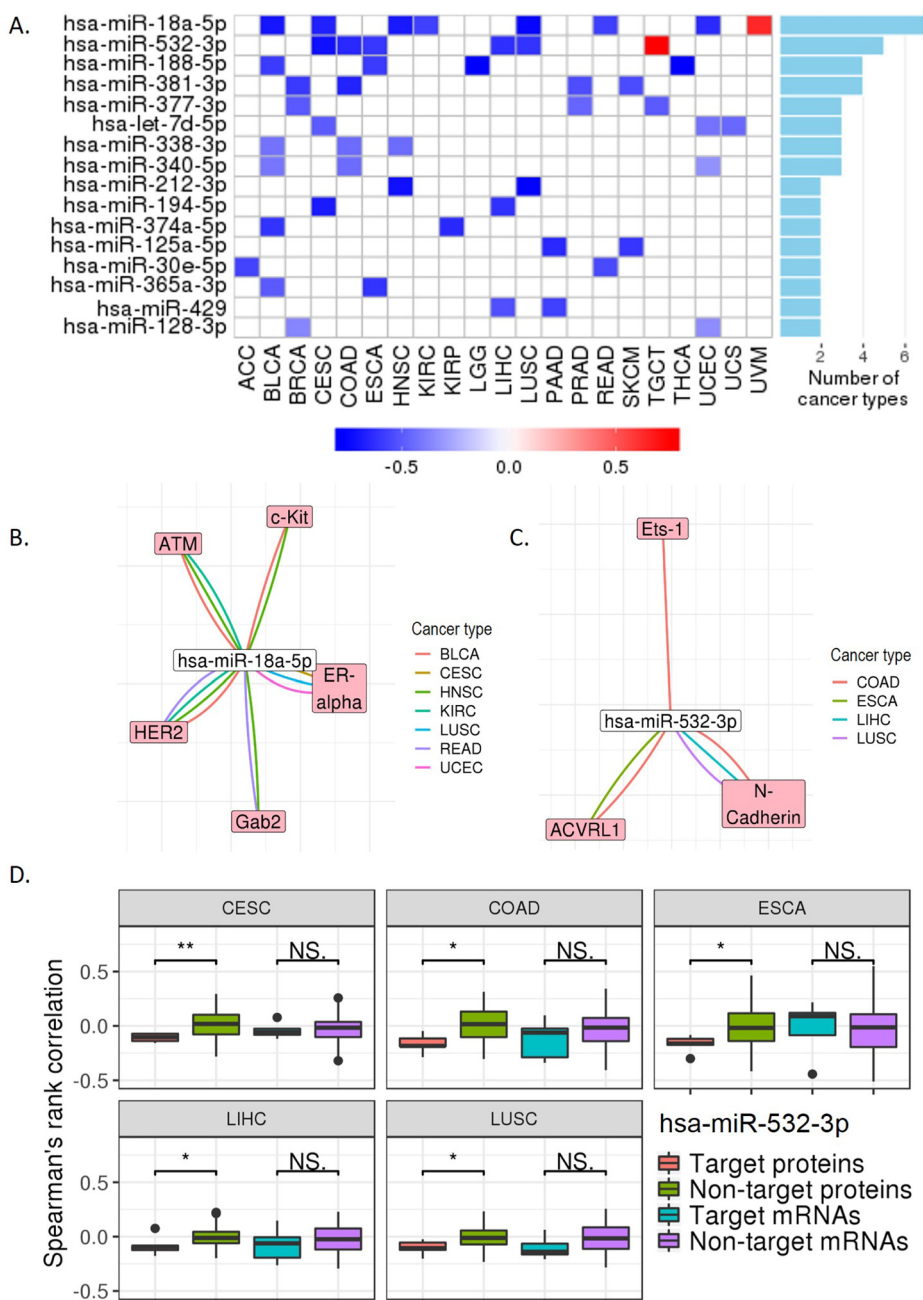 A.
hsa-miR-18a-5p
hsa-miR-532-3p
hsa-miR-188-5p
hsa-miR-381-3p
hsa-miR-377-3p
hsa-let-7d-5p
hsa-miR-338-3p
hsa-miR-340-5p
hsa-miR-212-3p
hsa-miR-194-5p
hsa-miR-374a-5p
hsa-miR-125a-5p
hsa-miR-30e-5p
hsa-miR-365a-3p
hsa-miR-429
hsa-miR-128-3p
ACC
BLCA
BRCA
CESC
COAD
ESCA
HNSC
KIRC
KIRP
LGG
LIHC
LUSC
PAAD
PRAD
READ
SKCM
TGCT
THCA
UCEC
UCS
UVM
2 4 6
Number of
cancer types
-0.5 0.0 0.5
B.
c-Kit
ATM
hsa-miR-18a-5p
ER-
alpha
HER2
Gab2
Cancer type
BLCA
CESC
HNSC
KIRC
LUSC
READ
UCEC
C.
Ets-1
hsa-miR-532-3p
N-
Cadherin
ACVRL1
Cancer type
COAD
ESCA
LIHC
LUSC
D.
Spearman's rank correlation
CESC
COAD
ESCA
** NS.
* NS.
* NS.
0.5
0.0
-0.5
LIHC
LUSC
* NS.
* NS.
0.5
0.0
-0.5
hsa-miR-532-3p
Target proteins
Non-target proteins
Target mRNAs
Non-target mRNAs